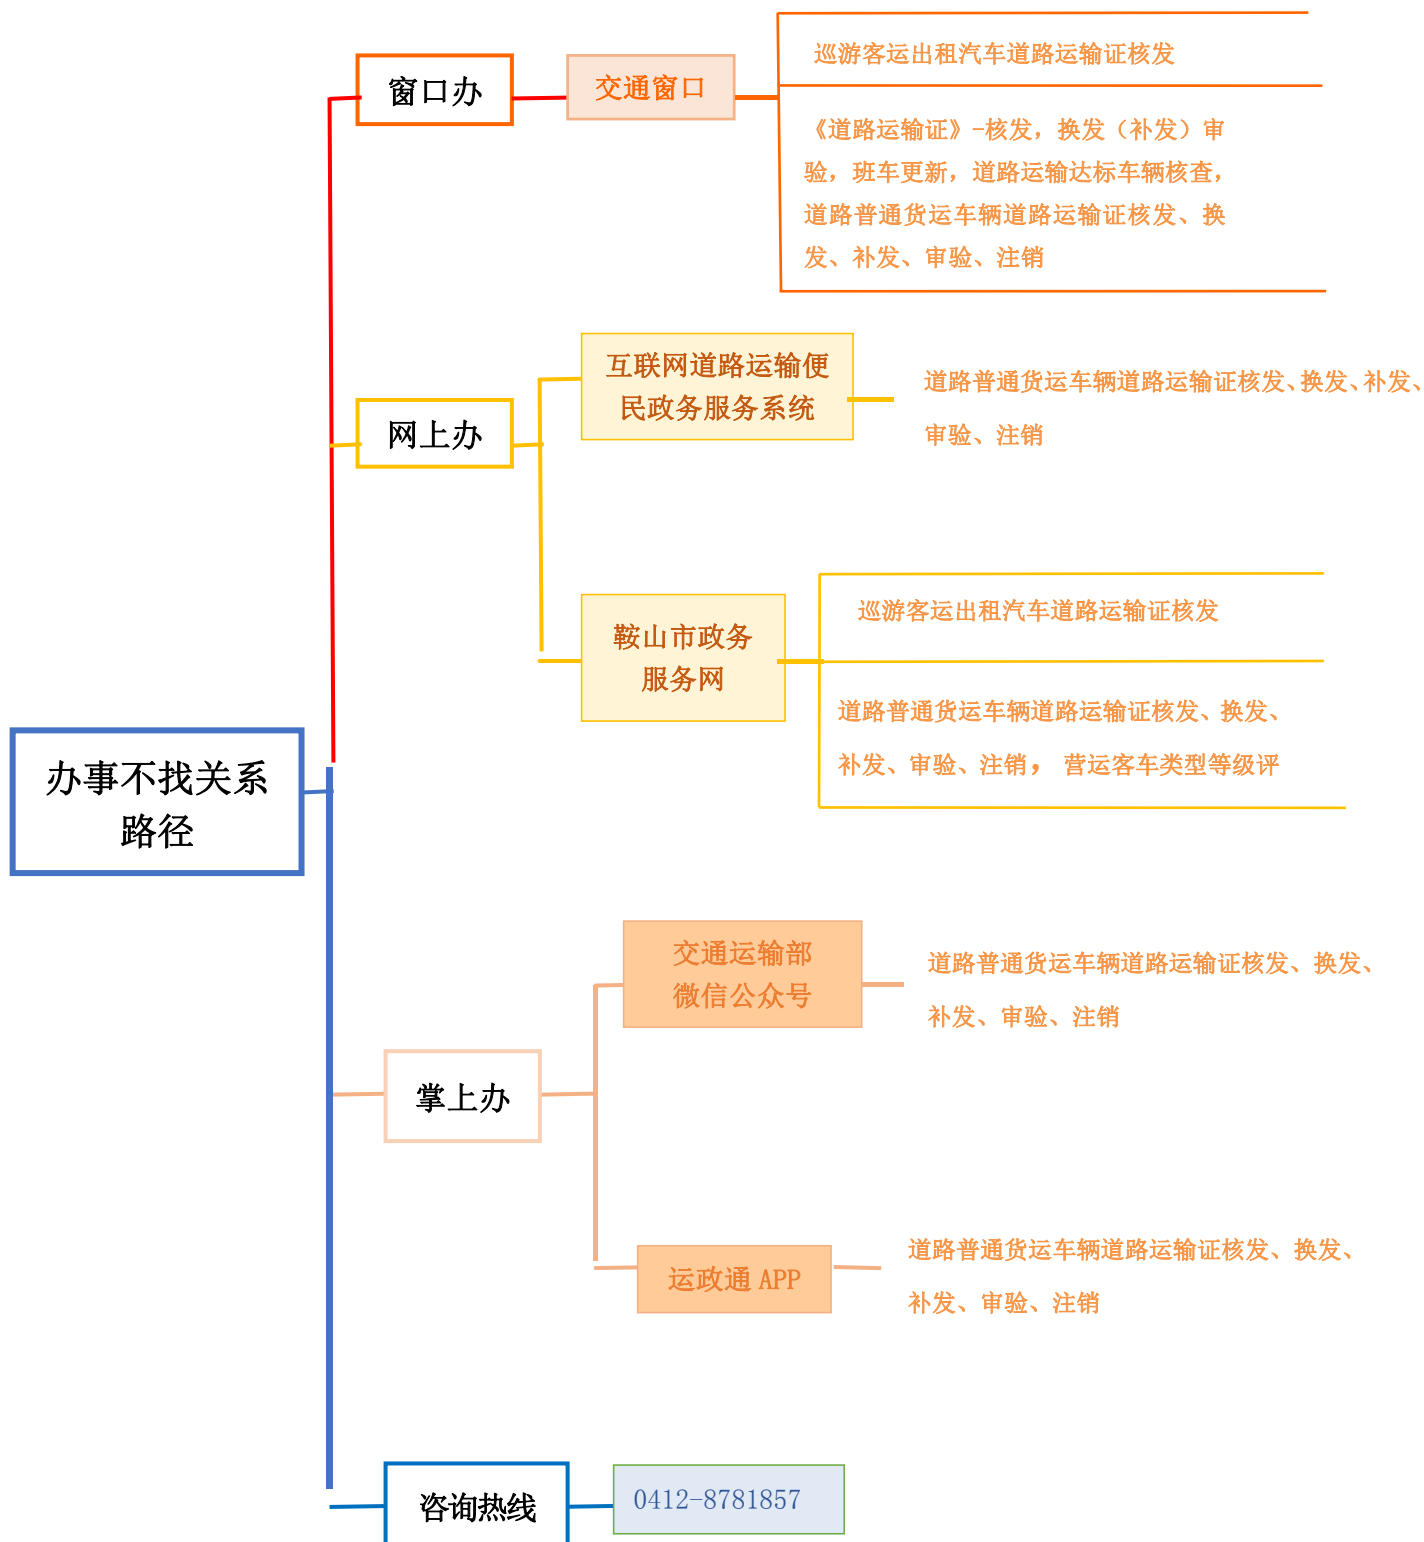 窗口办
交通窗口
巡游客运出租汽车道路运输证核发
《道路运输证》-核发，换发（补发）审
验，班车更新，道路运输达标车辆核查，
道路普通货运车辆道路运输证核发、换
发、补发、审验、注销
网上办
互联网道路运输便
民政务服务系统
道路普通货运车辆道路运输证核发、换发、补发、
审验、注销
鞍山市政务
服务网
巡游客运出租汽车道路运输证核发
道路普通货运车辆道路运输证核发、换发、
补发、审验、注销，营运客车类型等级评
办事不找关系
路径
掌上办
交通运输部
微信公众号
道路普通货运车辆道路运输证核发、换发、
补发、审验、注销
运政通 APP
道路普通货运车辆道路运输证核发、换发、
补发、审验、注销
咨询热线
0412-8781857